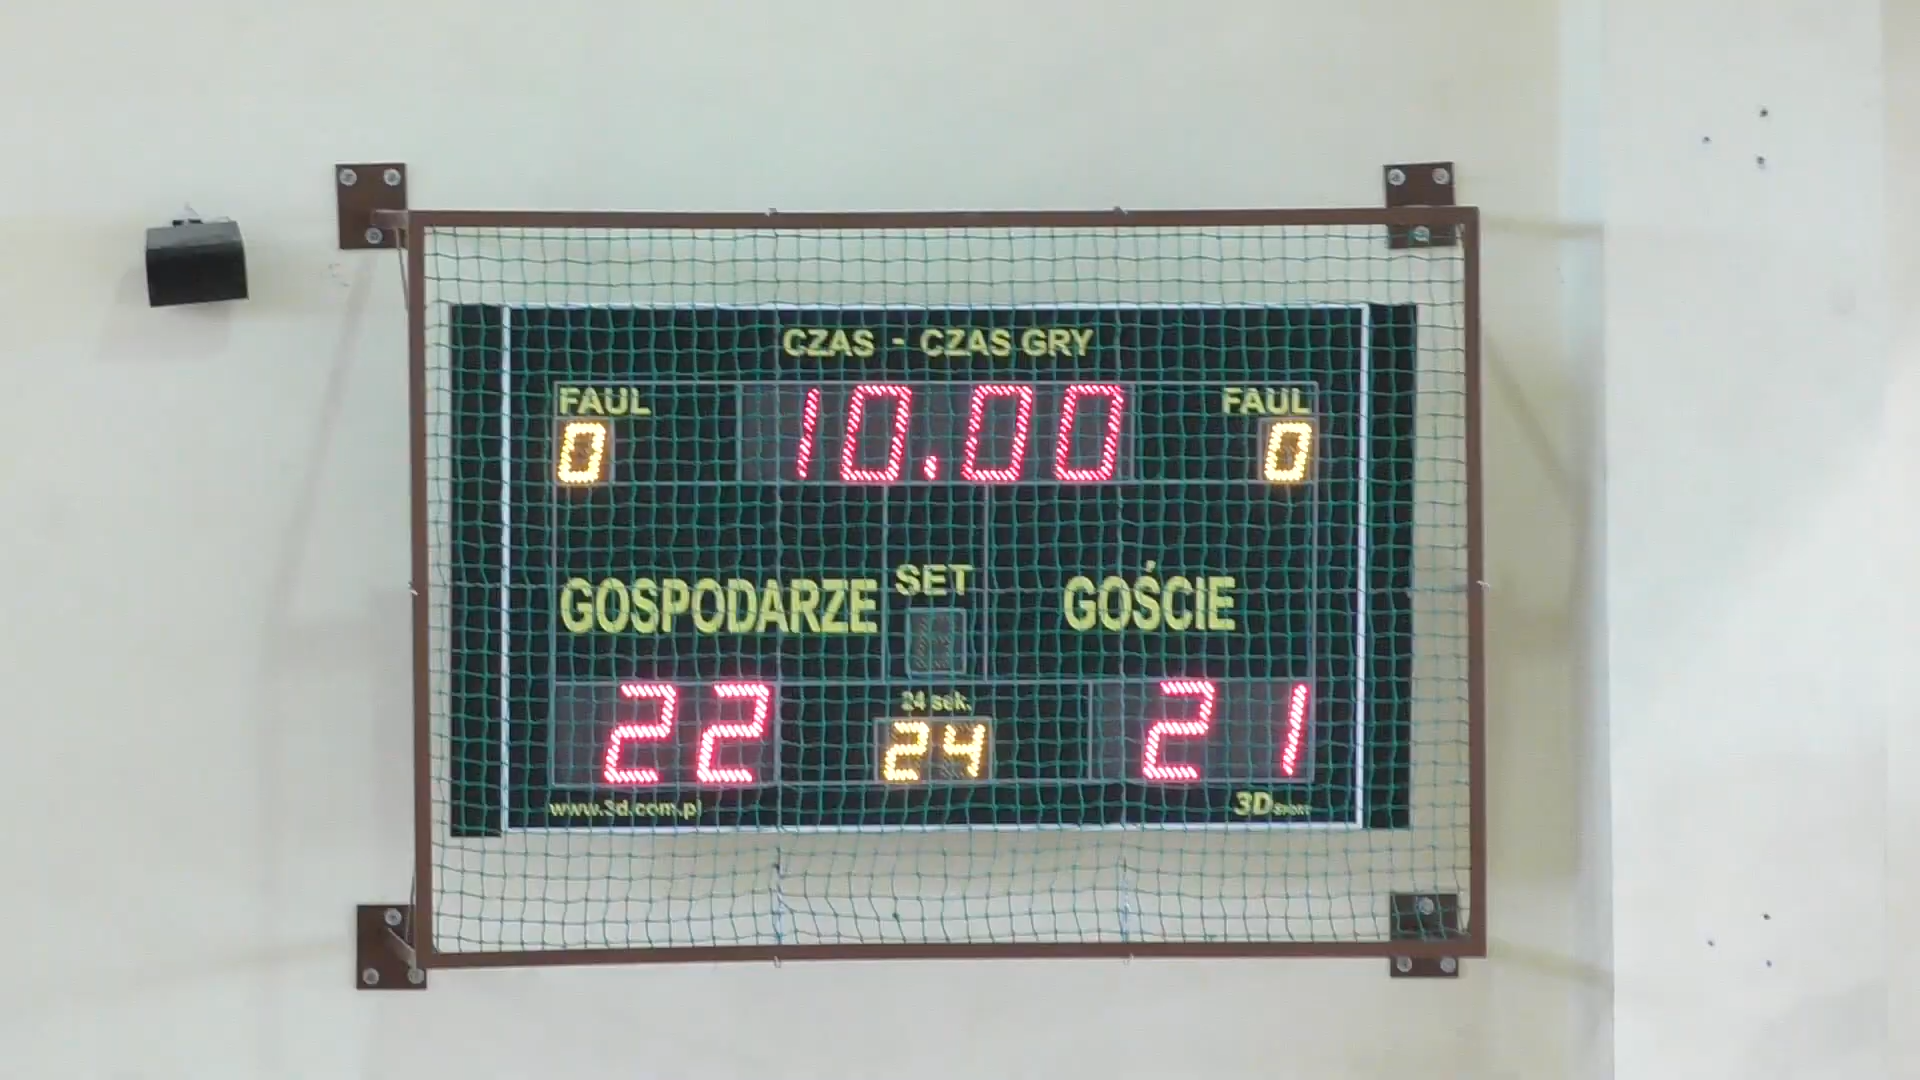 CZAS - CZAS GRY
FAUL 10.00 FAUL
0 0
SET
GOSPODARZE GOŚCIE
24 sek.
22 24 21
www.3d.com.pl 3D SPORT